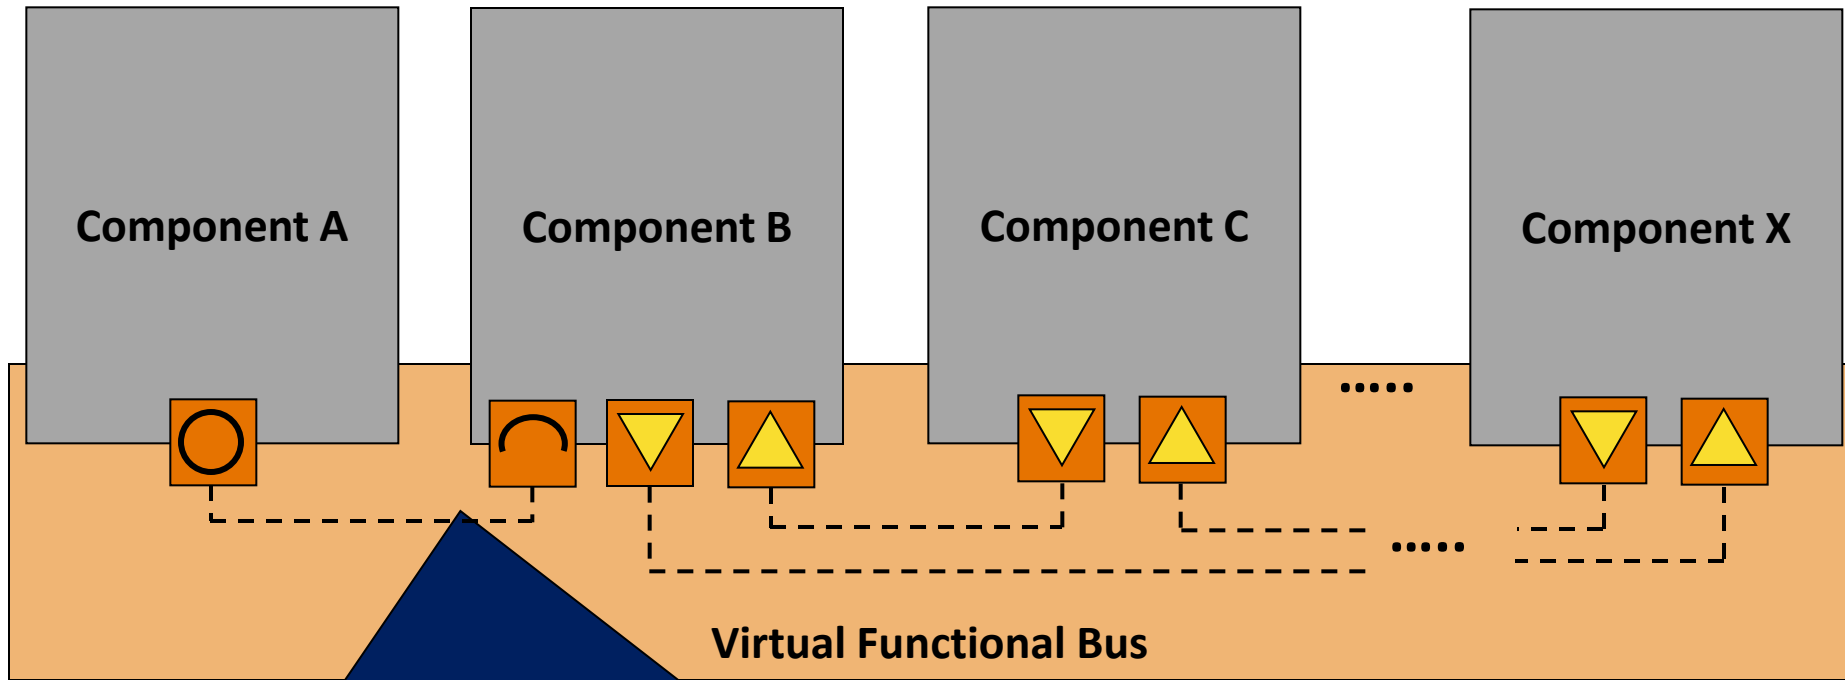 Component A
Component B
Component C
Component X
.....
.....
Virtual Functional Bus